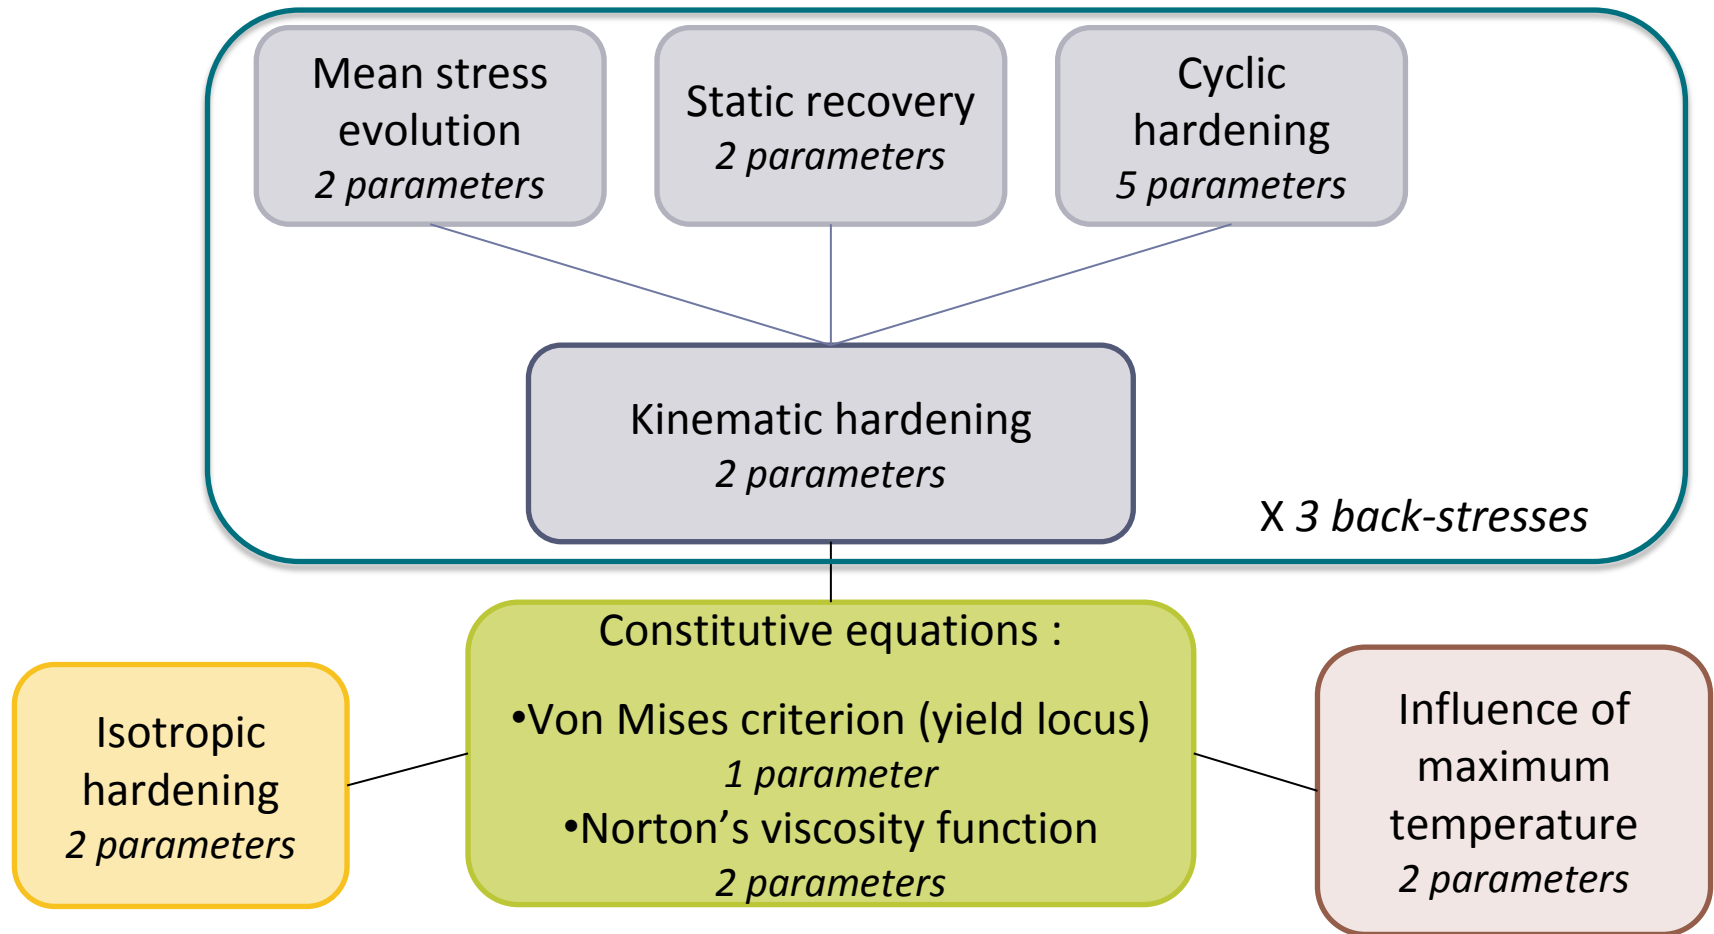 Mean stress
evolution
2 parameters
Static recovery
2 parameters
Cyclic
hardening
5 parameters
Kinematic hardening
2 parameters
X 3 back-stresses
Constitutive equations :
•Von Mises criterion (yield locus)
1 parameter
•Norton’s viscosity function
2 parameters
Isotropic
hardening
2 parameters
Influence of
maximum
temperature
2 parameters